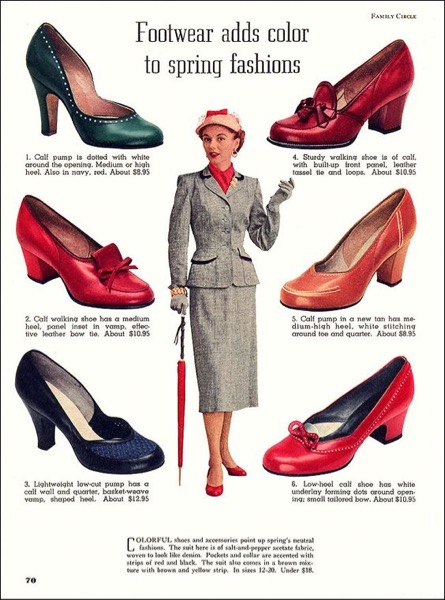 FAMILY CIRCLE
Footwear adds color
to spring fashions
1. Calf pump is dotted with white
around the opening. Medium or high
heel. Also in navy, red. About $8.95
4. Sturdy walking shoe is of calf,
with built-up front panel, leather
tassel tie and loops. About $10.95
2. Calf walking shoe has a medium
heel, panel inset in vamp, effec-
tive leather bow tie. About $10.95
5. Calf pump in a new tan has me-
dium-high heel, white stitching
around toe and quarter. About $8.95
3. Lightweight low-cut pump has a
calf wall and quarter, basket-weave
vamp, shaped heel. About $12.95
6. Low-heel calf shoe has white
underlay forming dots around open-
ing; small tailored bow. About $10.95
COLORFUL shoes and accessories point up spring's neutral
fashions. The suit here is of salt-and-pepper acetate fabric,
woven to look like denim. Pockets and collar are accented with
strips of red and black. The suit also comes in a brown mix-
ture with brown and yellow strip. In sizes 12-20. Under $18.
70